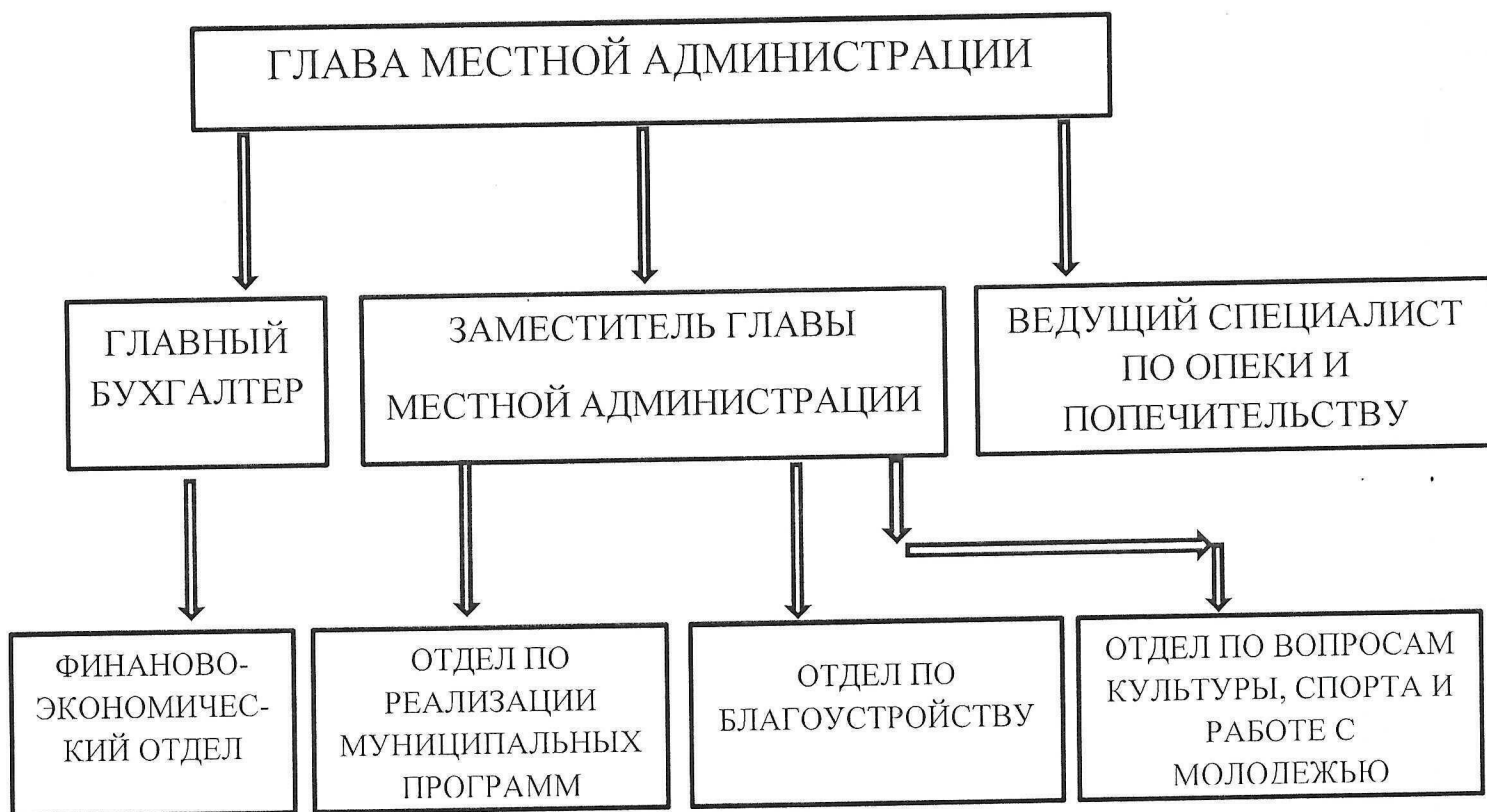 ГЛАВА МЕСТНОЙ АДМИНИСТРАЦИИ
ГЛАВНЫЙ
БУХГАЛТЕР
ЗАМЕСТИТЕЛЬ ГЛАВЫ
МЕСТНОЙ АДМИНИСТРАЦИИ
ВЕДУЩИЙ СПЕЦИАЛИСТ
ПО ОПЕКИ И
ПОПЕЧИТЕЛЬСТВУ
ФИНАНОВО-
ЭКОНОМИЧЕС-
КИЙ ОТДЕЛ
ОТДЕЛ ПО
РЕАЛИЗАЦИИ
МУНИЦИПАЛЬНЫХ
ПРОГРАММ
ОТДЕЛ ПО
БЛАГОУСТРОЙСТВУ
ОТДЕЛ ПО ВОПРОСАМ
КУЛЬТУРЫ, СПОРТА И
РАБОТЕ С
МОЛОДЕЖЬЮ